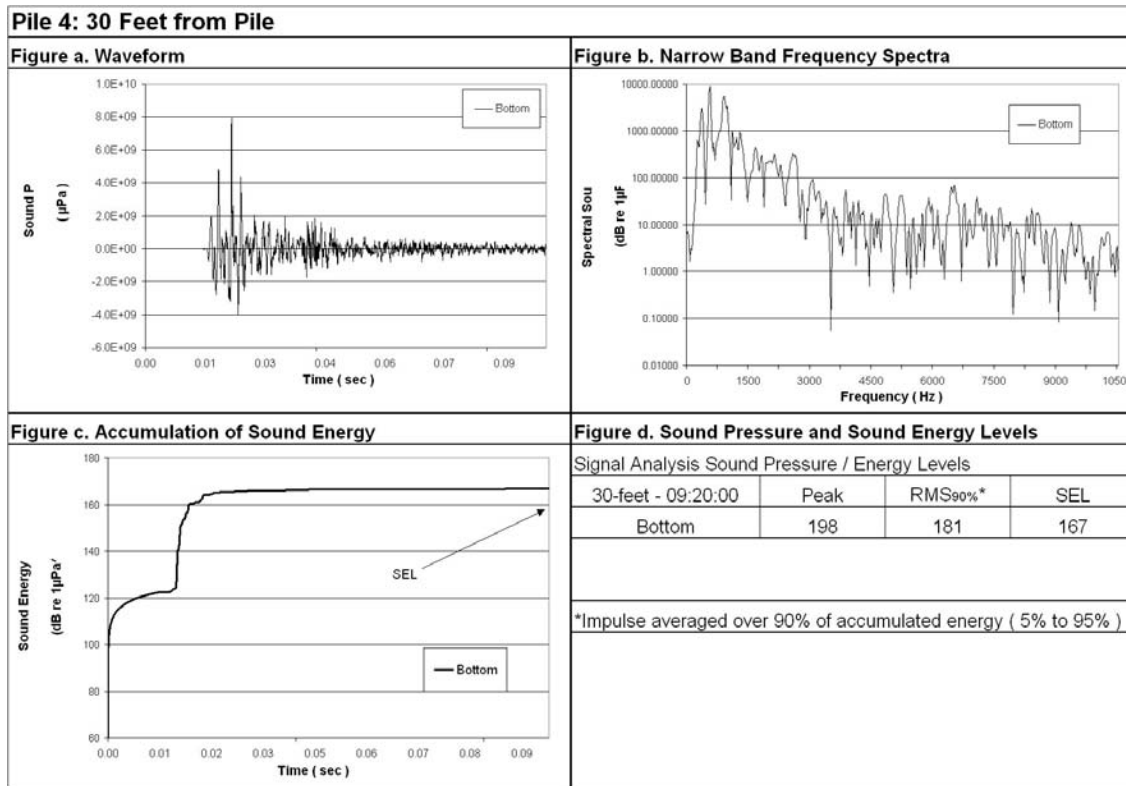 Pile 4: 30 Feet from Pile
Figure a. Waveform
1.0E+10
8.0E+09
6.0E+09
4.0E+09
2.0E+09
0.0E+00
-2.0E+09
-4.0E+09
-6.0E+09
Sound P
( µPa )
Bottom
0.00 0.01 0.03 0.04 0.06 0.07 0.09
Time ( sec )
Figure b. Narrow Band Frequency Spectra
10000.00000
1000.00000
100.00000
10.00000
1.00000
0.10000
0.01000
Spectral Sou
(dB re 1µF
Bottom
0 1500 3000 4500 6000 7500 9000 1050
Frequency ( Hz )
Figure c. Accumulation of Sound Energy
180
160
140
120
100
80
60
Sound Energy
(dB re 1µPa
SEL
Bottom
0.00 0.01 0.02 0.03 0.05 0.06 0.07 0.08 0.09
Time ( sec )
Figure d. Sound Pressure and Sound Energy Levels
Signal Analysis Sound Pressure / Energy Levels
30-feet - 09:20:00 Peak RMS90%* SEL
Bottom 198 181 167
*Impulse averaged over 90% of accumulated energy ( 5% to 95% )